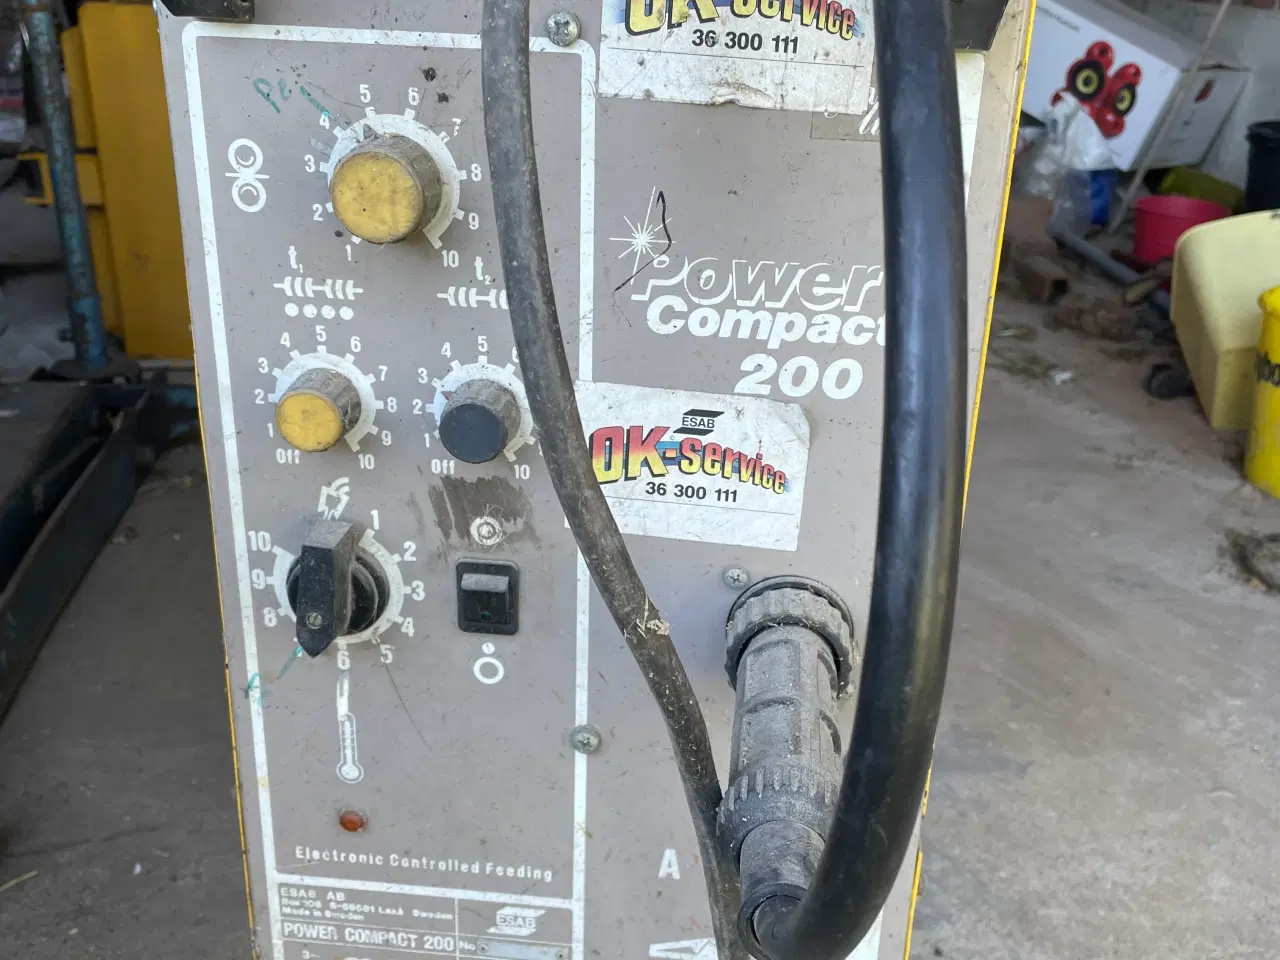 OK-service
36 300 111
5 6
4 7
3 8
2 9
1 10
t1
t2
Power
Compact
200
5
4 6
3 7
2 8
1 9
Off 10
5
4
3
2
1
Off 10
ESAB
OK-service
36 300 111
1
10 2
9 3
8 4
6 5
Electronic Controlled Feeding
A
ESAB AB
Laxå Sweden
Made in Sweden
ESAB
POWER COMPACT 200 No